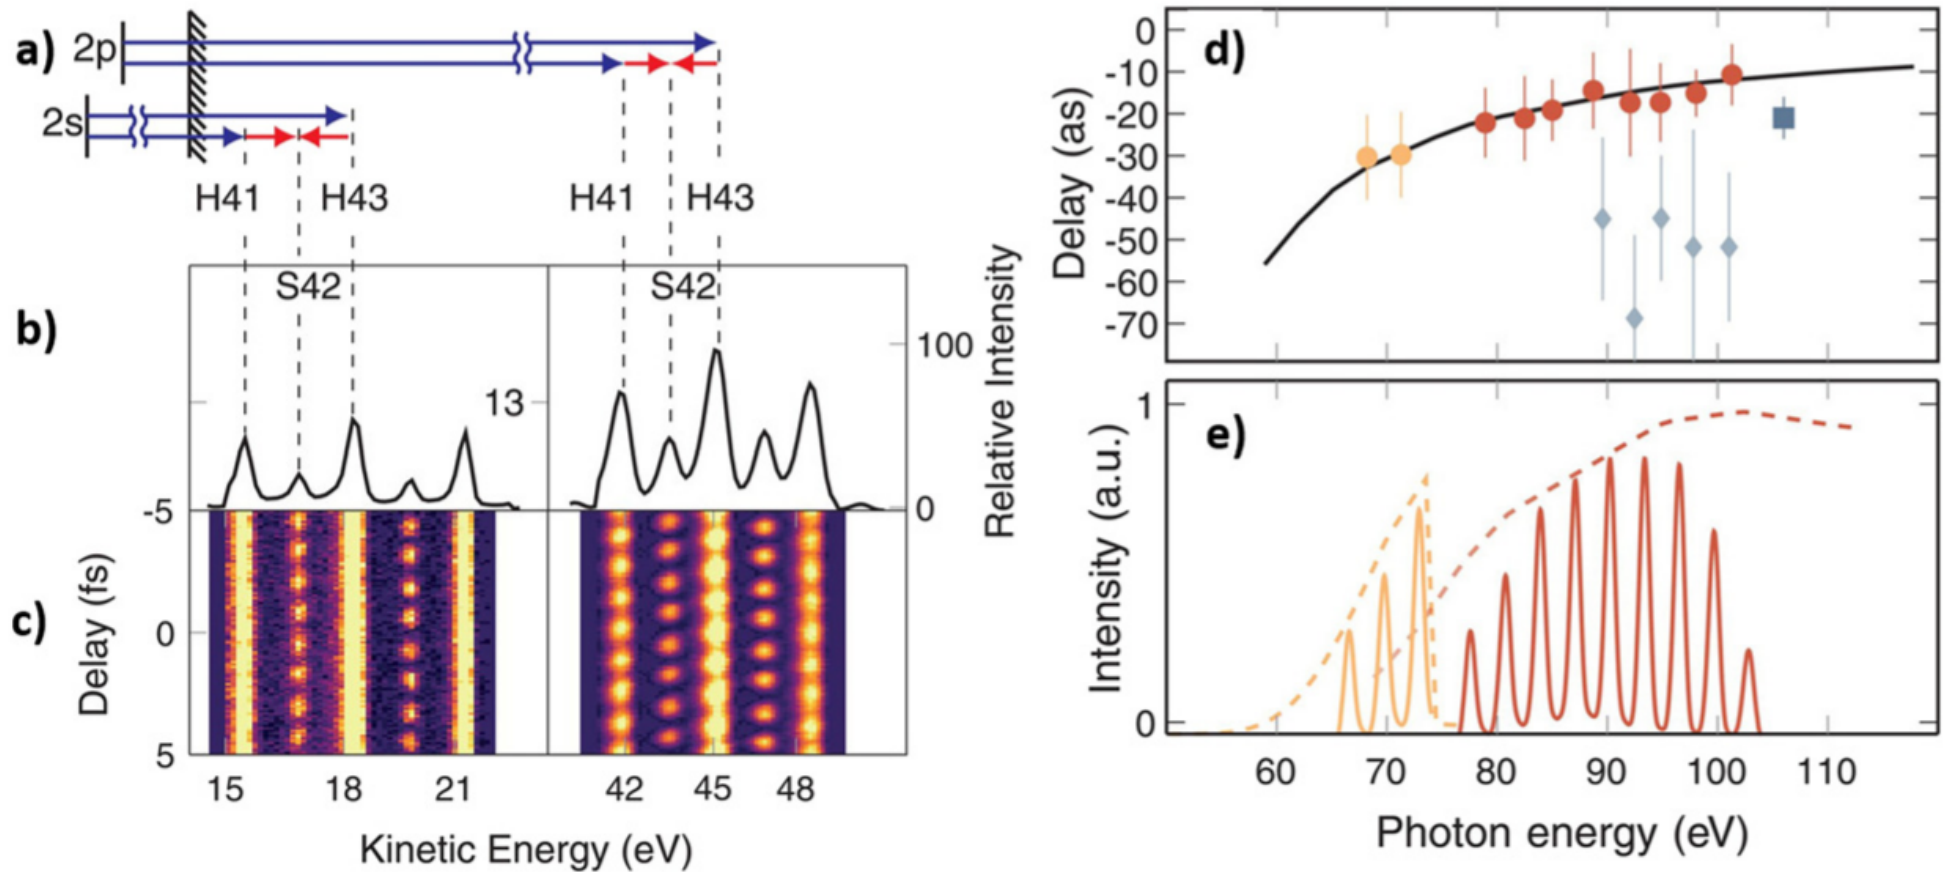 a)
2p
2s
H41
H43
H41
H43
b)
S42
S42
13
100
0
Relative Intensity
c)
-5
0
5
Delay (fs)
15
18
21
42
45
48
Kinetic Energy (eV)
d)
0
-10
-20
-30
-40
-50
-60
-70
Delay (as)
e)
1
0
Intensity (a.u.)
60
70
80
90
100
110
Photon energy (eV)